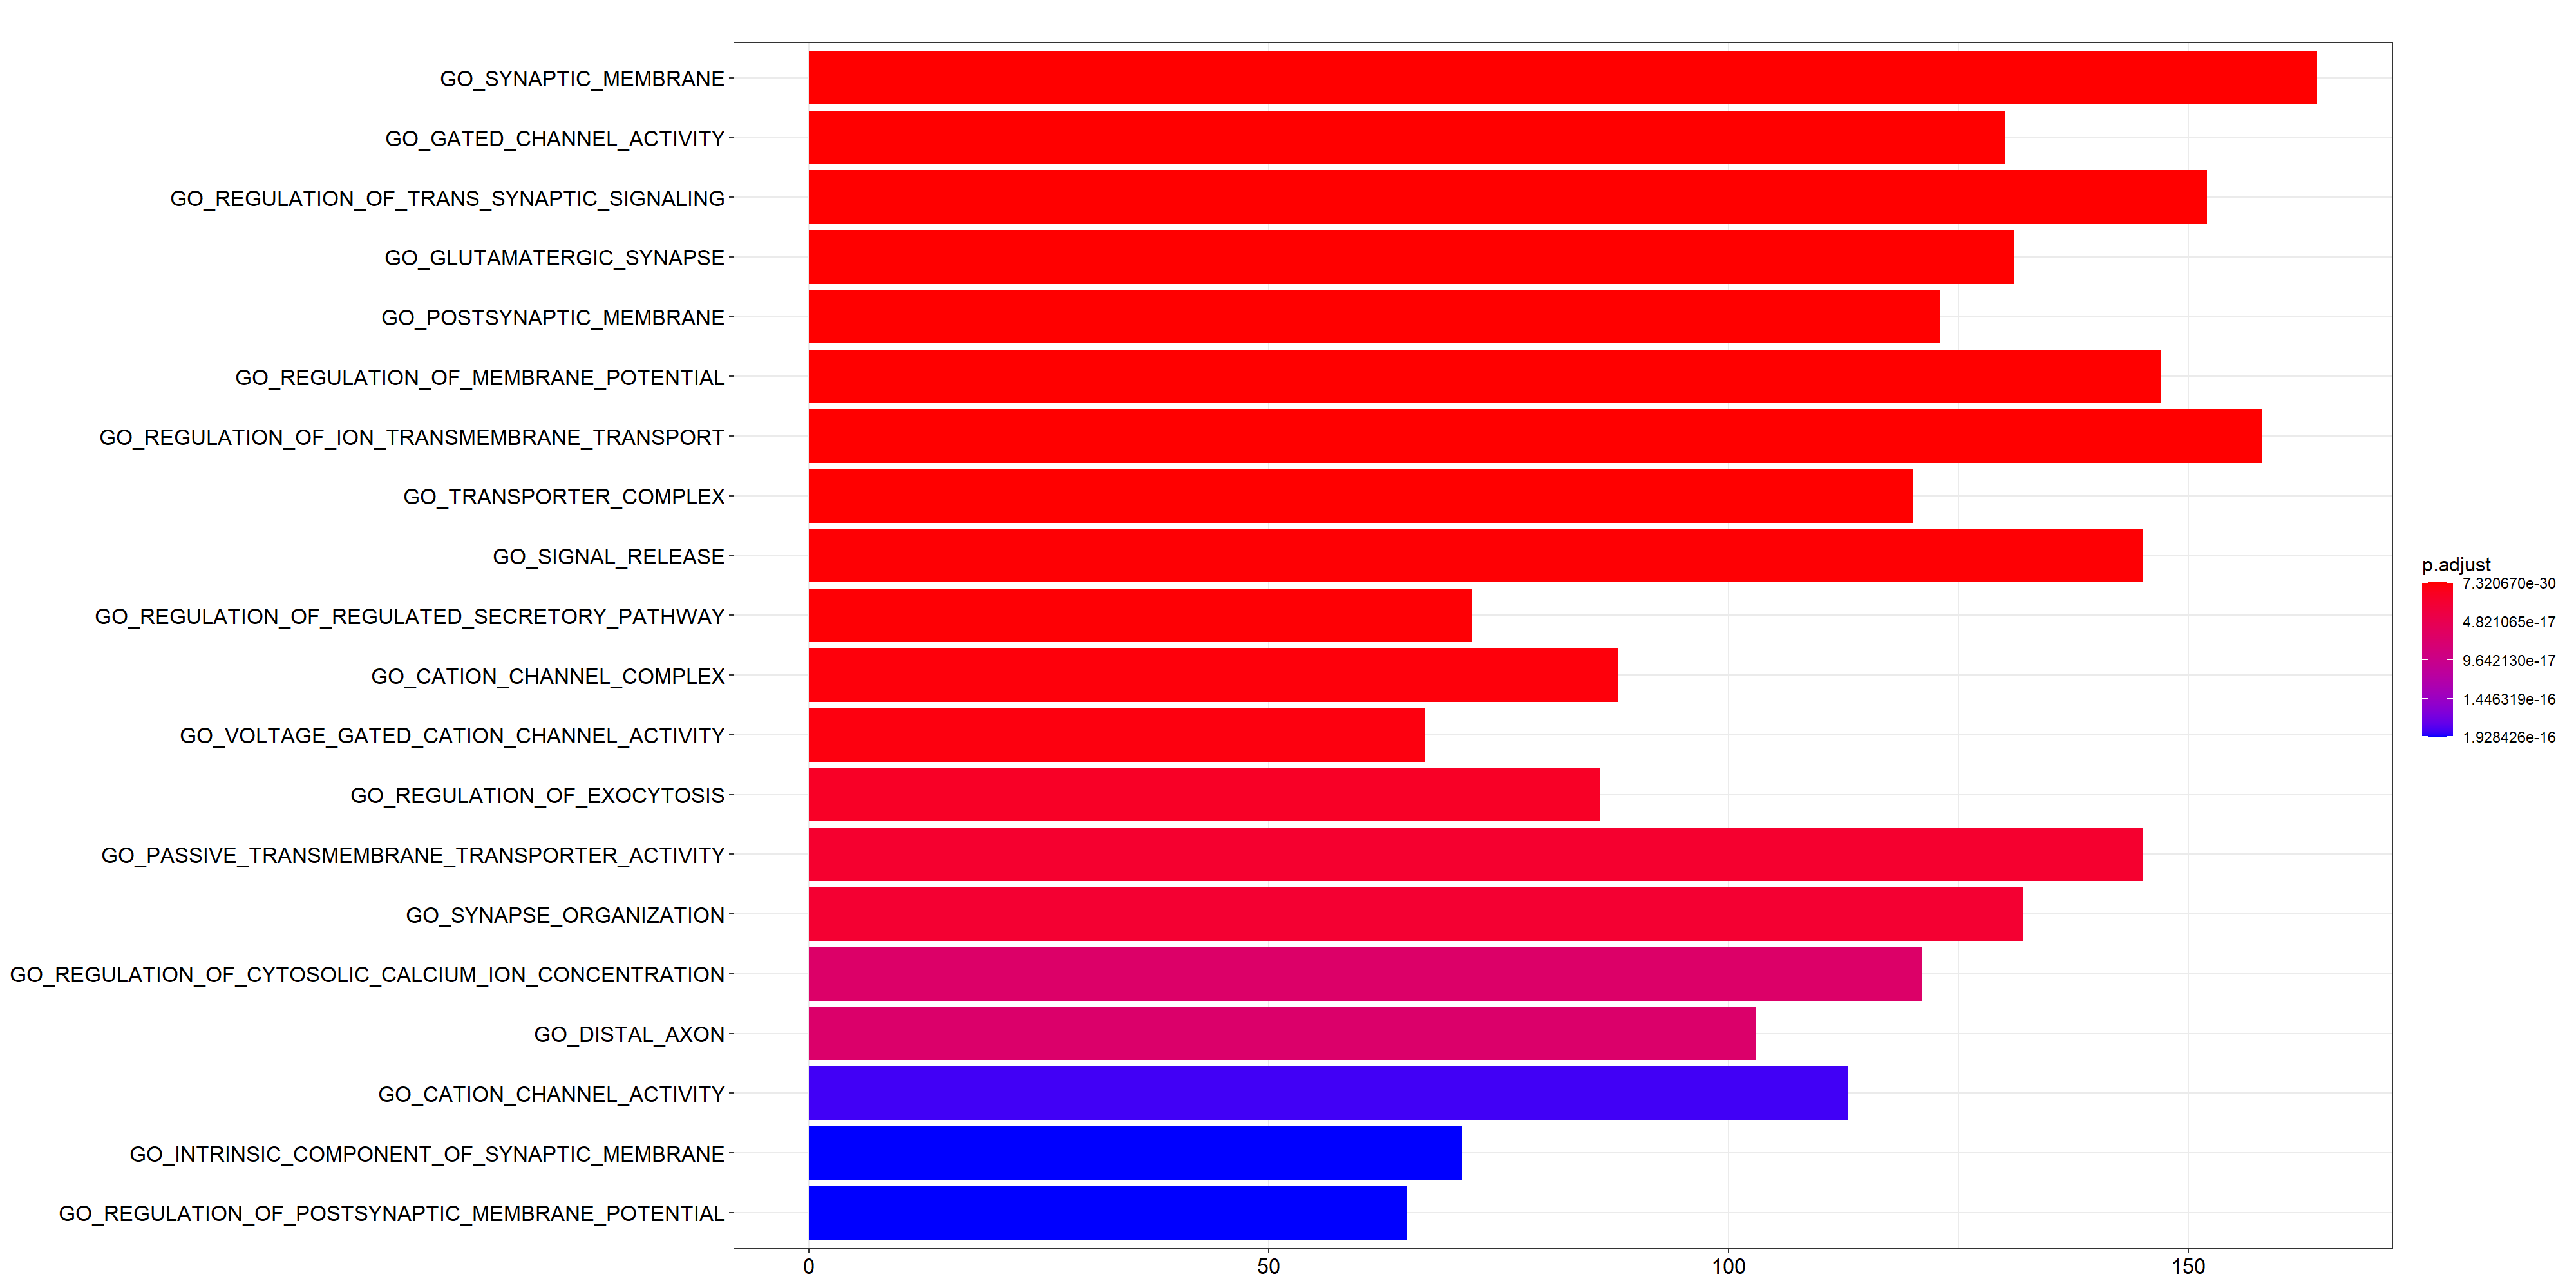 GO_SYNAPTIC_MEMBRANE
GO_GATED_CHANNEL_ACTIVITY
GO_REGULATION_OF_TRANS_SYNAPTIC_SIGNALING
GO_GLUTAMATERGIC_SYNAPSE
GO_POSTSYNAPTIC_MEMBRANE
GO_REGULATION_OF_MEMBRANE_POTENTIAL
GO_REGULATION_OF_ION_TRANSMEMBRANE_TRANSPORT
GO_TRANSPORTER_COMPLEX
GO_SIGNAL_RELEASE
GO_REGULATION_OF_REGULATED_SECRETORY_PATHWAY
GO_CATION_CHANNEL_COMPLEX
GO_VOLTAGE_GATED_CATION_CHANNEL_ACTIVITY
GO_REGULATION_OF_EXOCYTOSIS
GO_PASSIVE_TRANSMEMBRANE_TRANSPORTER_ACTIVITY
GO_SYNAPSE_ORGANIZATION
GO_REGULATION_OF_CYTOSOLIC_CALCIUM_ION_CONCENTRATION
GO_DISTAL_AXON
GO_CATION_CHANNEL_ACTIVITY
GO_INTRINSIC_COMPONENT_OF_SYNAPTIC_MEMBRANE
GO_REGULATION_OF_POSTSYNAPTIC_MEMBRANE_POTENTIAL
0 50 100 150
p.adjust
7.320670e-30
4.821065e-17
9.642130e-17
1.446319e-16
1.928426e-16